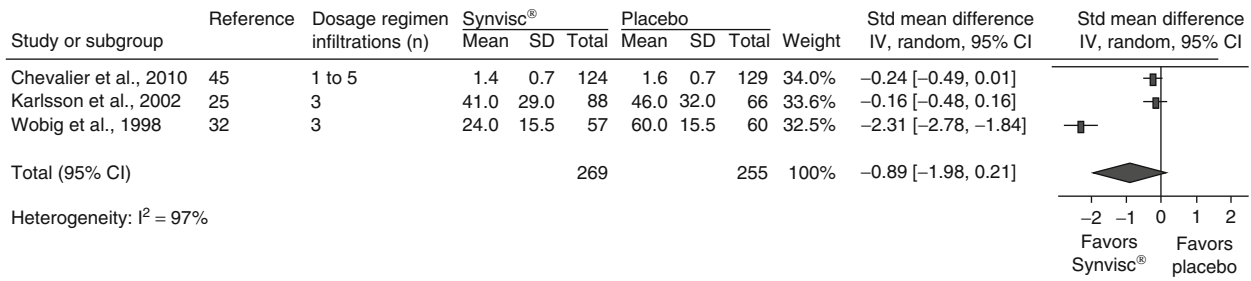 Study or subgroup Reference Dosage regimen infiltrations (n) Synvisc® Placebo Weight Std mean difference IV, random, 95% CI Std mean difference IV, random, 95% CI
Mean SD Total Mean SD Total
Chevalier et al., 2010 45 1 to 5 1.4 0.7 124 1.6 0.7 129 34.0% −0.24 [−0.49, 0.01]
Karlsson et al., 2002 25 3 41.0 29.0 88 46.0 32.0 66 33.6% −0.16 [−0.48, 0.16]
Wobig et al., 1998 32 3 24.0 15.5 57 60.0 15.5 60 32.5% −2.31 [−2.78, −1.84]
Total (95% CI) 269 255 100% −0.89 [−1.98, 0.21]
Heterogeneity: I² = 97%
−2 −1 0 1 2
Favors Synvisc® Favors placebo